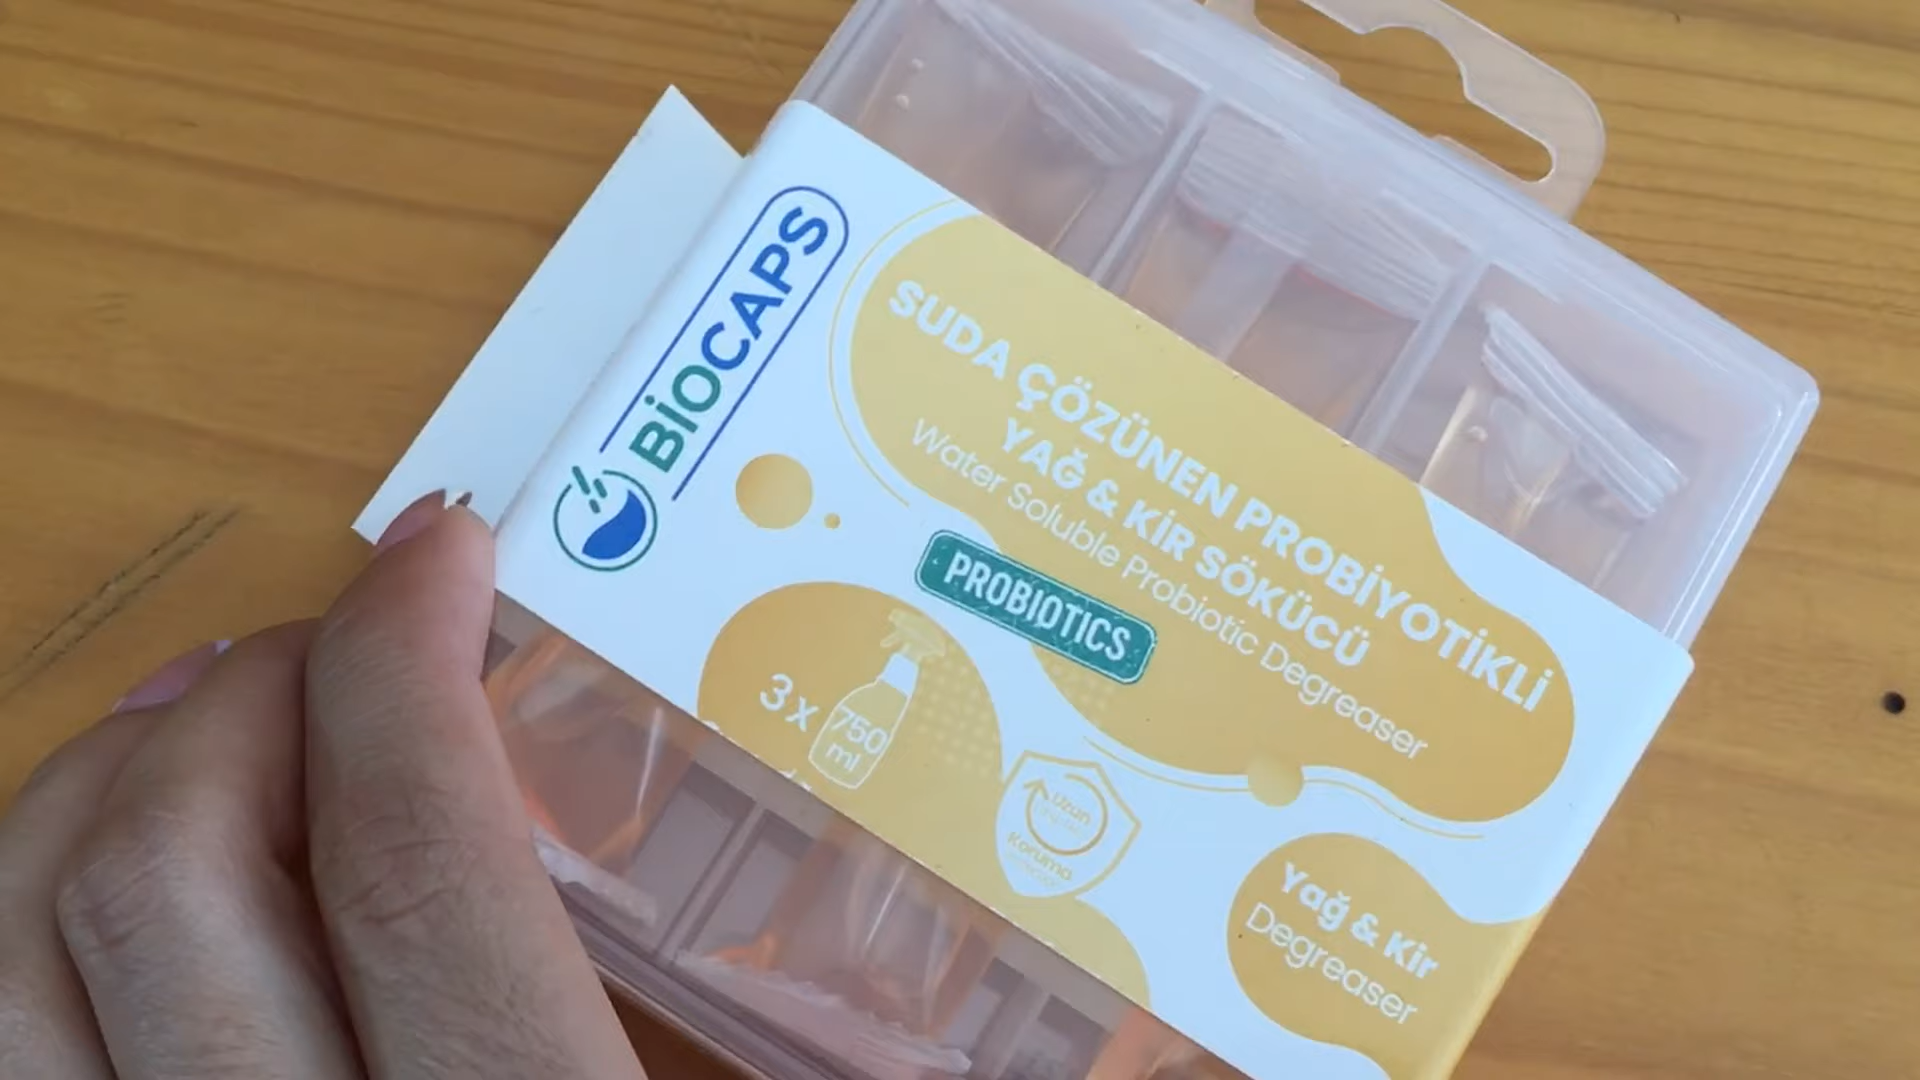 BİOCAPS
SUDA ÇÖZÜNEN PROBİYOTİKLİ
YAĞ & KİR SÖKÜCÜ
Water Soluble Probiotic Degreaser
PROBIOTICS
3 x
750
ml
Uzun
Koruma
Yağ & Kir
Degreaser